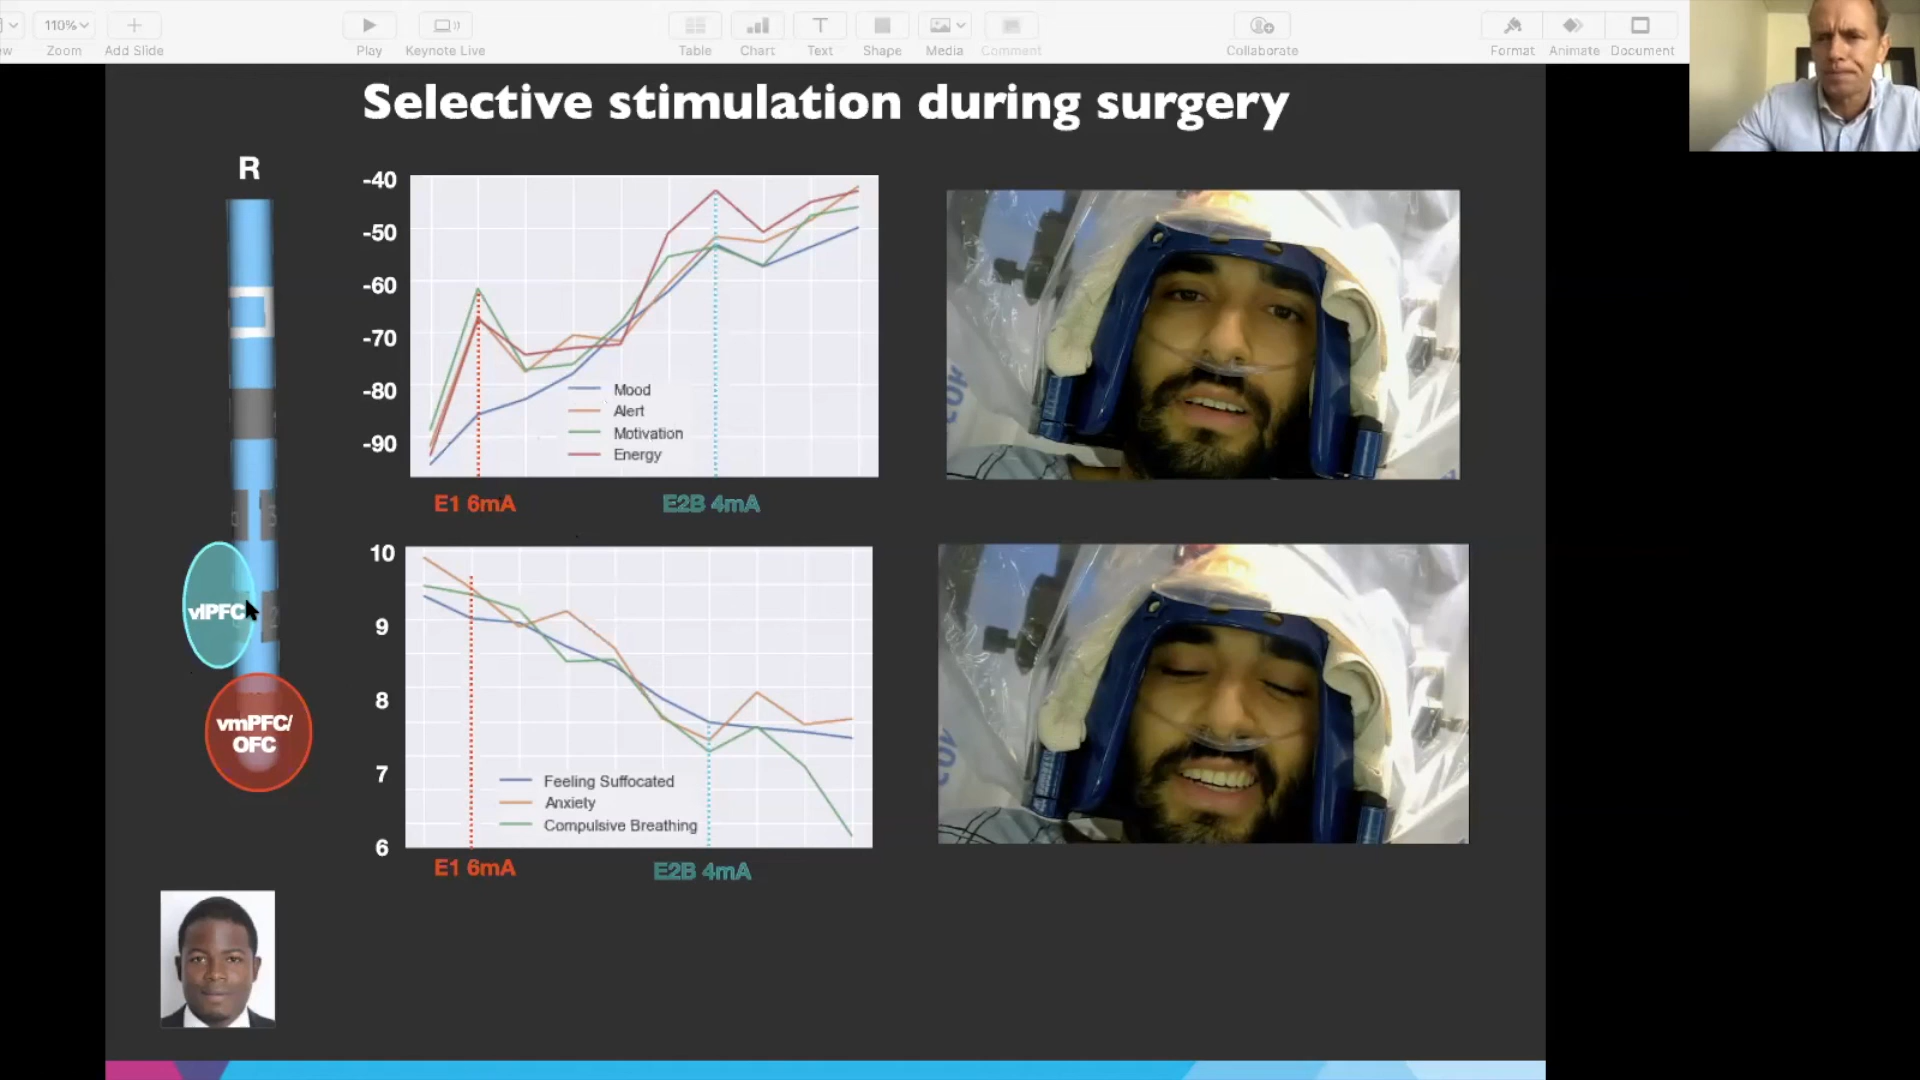 110%
Zoom
Add Slide
Play
Keynote Live
Table
Chart
Text
Shape
Media
Comment
Collaborate
Format
Animate
Document
Selective stimulation during surgery
R
-40
-50
-60
-70
-80
-90
Mood
Alert
Motivation
Energy
E1 6mA
E2B 4mA
vlPFC
2
vmPFC/
OFC
10
9
8
7
6
Feeling Suffocated
Anxiety
Compulsive Breathing
E1 6mA
E2B 4mA